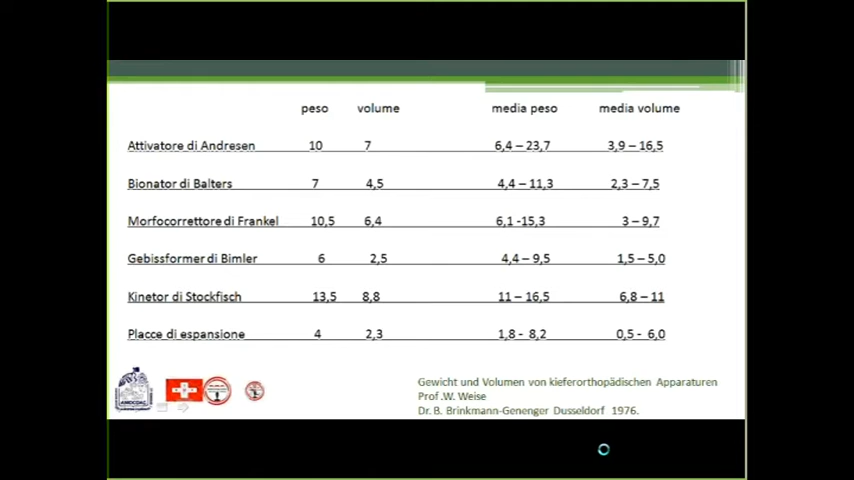 peso volume media peso media volume
Attivatore di Andresen 10 7 6,4 – 23,7 3,9 – 16,5
Bionator di Balters 7 4,5 4,4 – 11,3 2,3 – 7,5
Morfocorrettore di Frankel 10,5 6,4 6,1 -15,3 3 – 9,7
Gebissformer di Bimler 6 2,5 4,4 – 9,5 1,5 – 5,0
Kinetor di Stockfisch 13,5 8,8 11 – 16,5 6,8 – 11
Placce di espansione 4 2,3 1,8 - 8,2 0,5 - 6,0
Gewicht und Volumen von kieferorthopädischen Apparaturen
Prof .W. Weise
Dr. B. Brinkmann-Genenger Dusseldorf 1976.